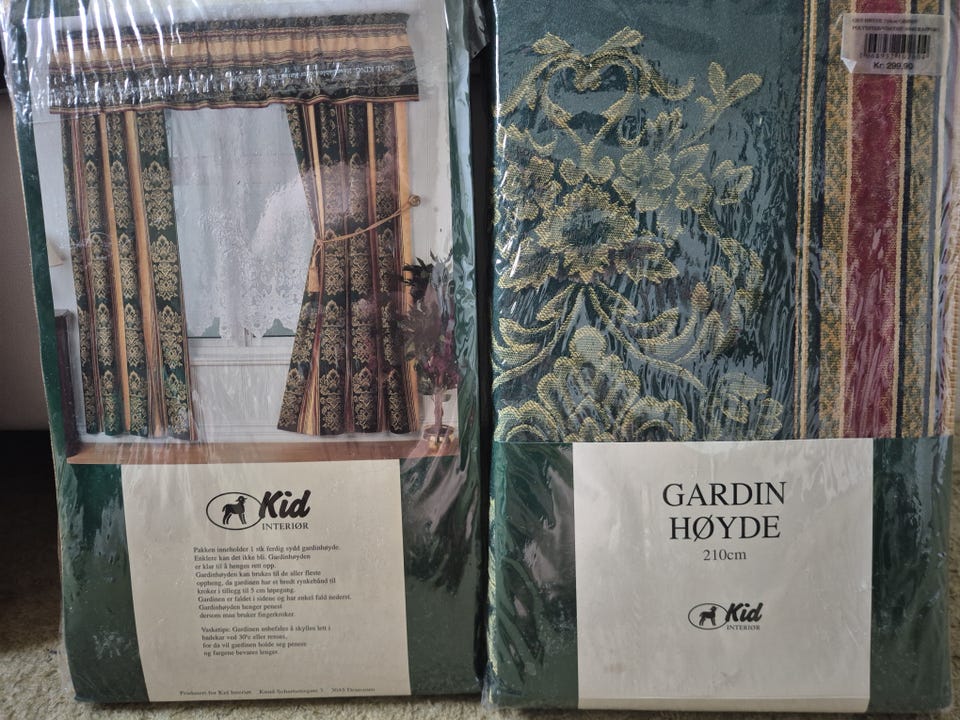 Kid
INTERIØR
Pakken inneholder 1 stk ferdig sydd gardinhøyde.
Enklere kan det ikke bli. Gardinhøyden
er klar til å henges rett opp.
Gardinhøyden kan brukes til de aller fleste
oppheng, da gardinen har et bredt rynkebånd til
kroker i tillegg til 5 cm løpegang.
Gardinen er faldet i sidene og har enkel fald nederst.
Gardinhøyden henger penest
dersom man bruker fingerkroker.
Vasketips: Gardinen anbefales å skylles lett i
badekar ved 30°c eller renses,
for da vil gardinen holde seg penere
og fargene bevares lenger.
Produsert for Kid Interiør 3045 Drammen
Kr. 299,90
GARDIN
HØYDE
210cm
Kid
INTERIØR